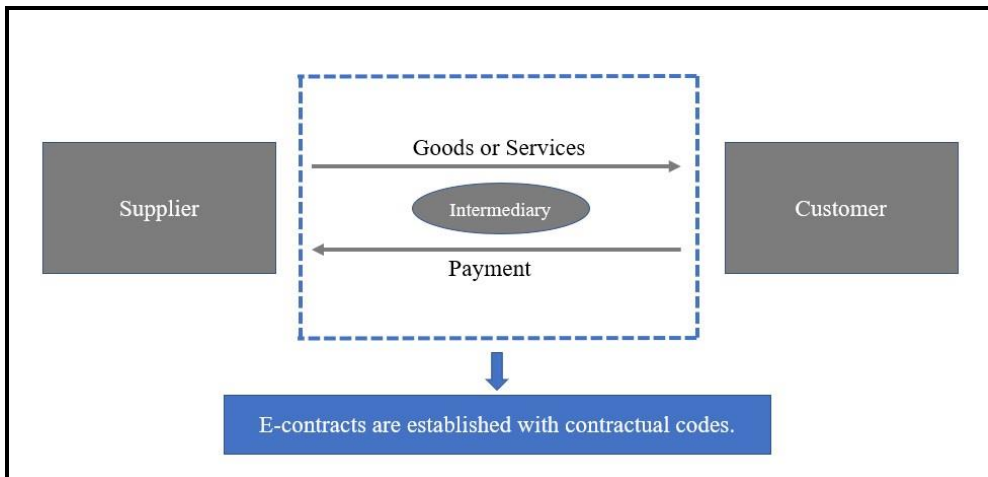 Goods or Services
Supplier
Intermediary
Customer
Payment
E-contracts are established with contractual codes.